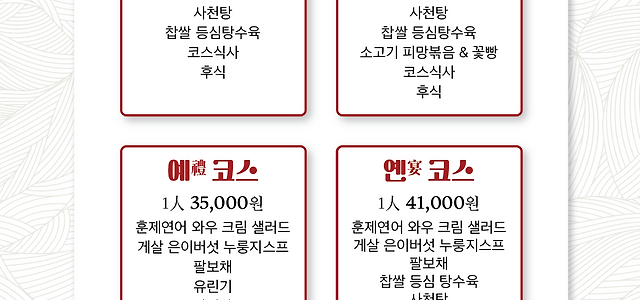 사천탕
찹쌀 등심탕수육
코스식사
후식
사천탕
찹쌀 등심탕수육
소고기 피망볶음 & 꽃빵
코스식사
후식
예禮 코스
1人 35,000원
훈제연어 와우 크림 샐러드
게살 은이버섯 누룽지스프
팔보채
유린기
옌宴 코스
1人 41,000원
훈제연어 와우 크림 샐러드
게살 은이버섯 누룽지스프
팔보채
찹쌀 등심 탕수육
사천탕